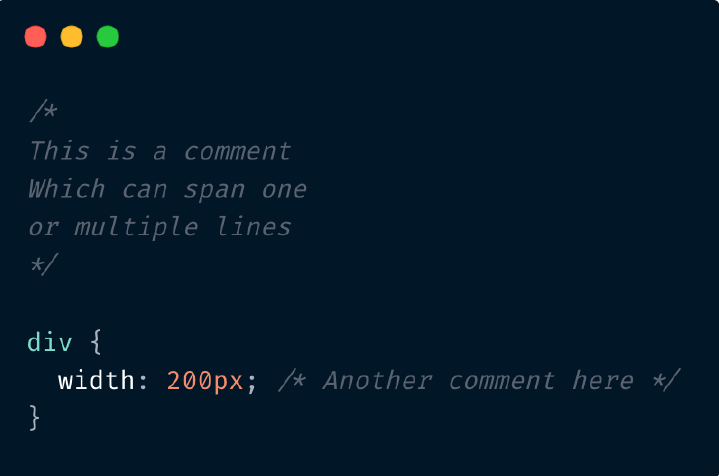 /*
This is a comment
Which can span one
or multiple lines
*/
div {
width: 200px; /* Another comment here */
}